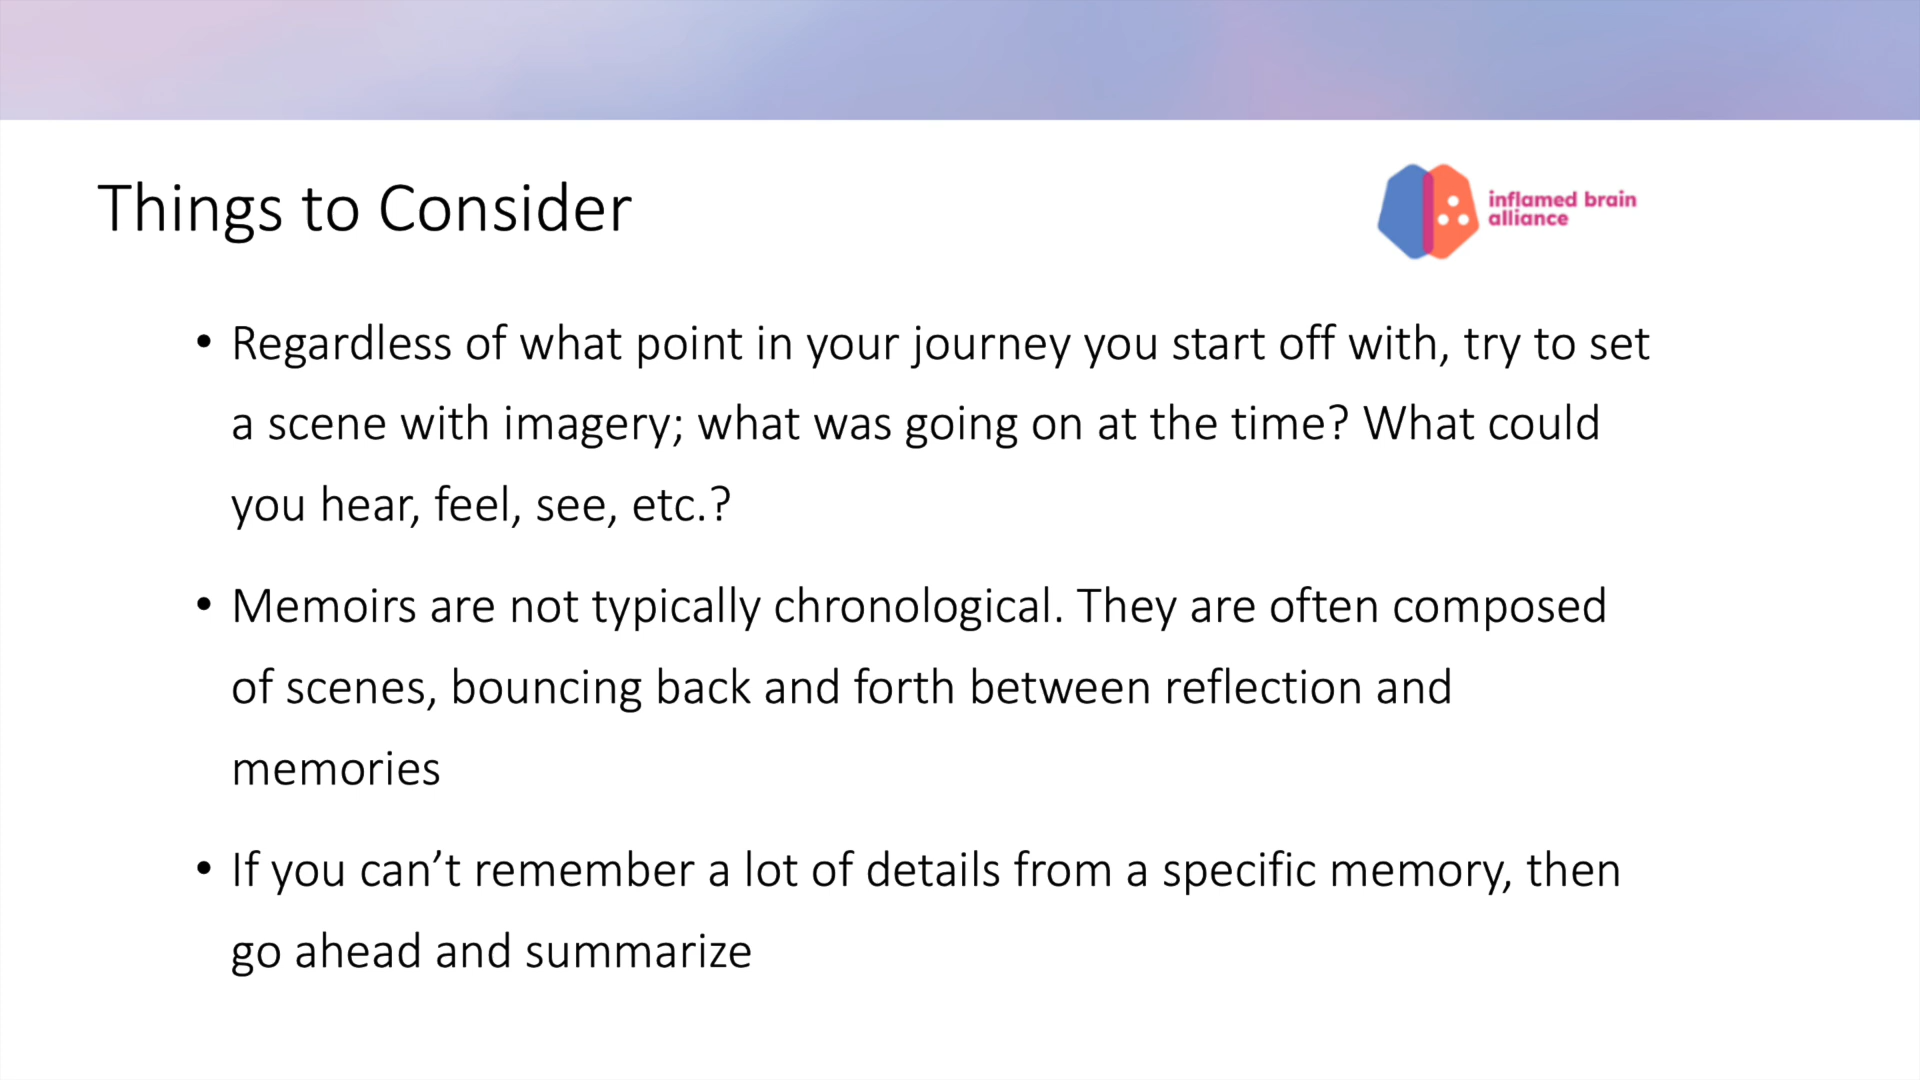 Things to Consider
inflamed brain
alliance
• Regardless of what point in your journey you start off with, try to set
a scene with imagery; what was going on at the time? What could
you hear, feel, see, etc.?
• Memoirs are not typically chronological. They are often composed
of scenes, bouncing back and forth between reflection and
memories
• If you can’t remember a lot of details from a specific memory, then
go ahead and summarize